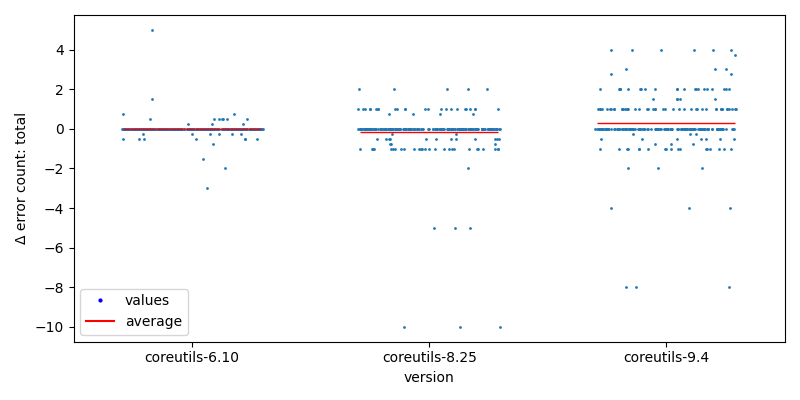 Δ error count: total
4
2
0
−2
−4
−6
−8
−10
values
average
coreutils-6.10
coreutils-8.25
coreutils-9.4
version